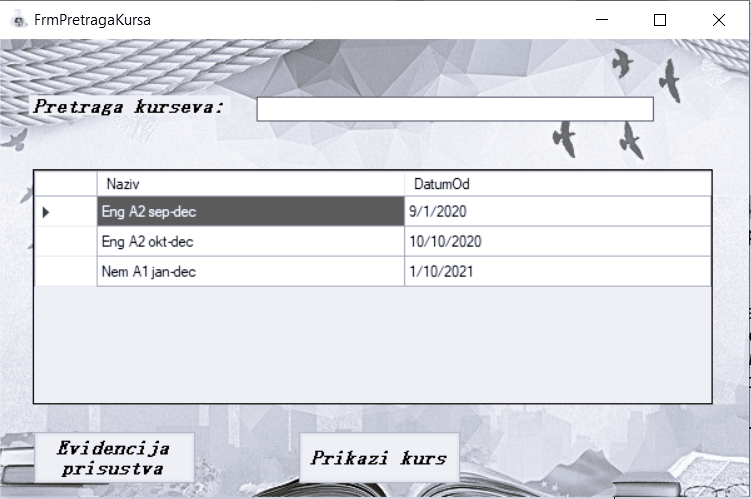 FrmPretragaKursa
Pretraga kurseva:
Naziv DatumOd
Eng A2 sep-dec 9/1/2020
Eng A2 okt-dec 10/10/2020
Nem A1 jan-dec 1/10/2021
Evidencija
prisustva
Prikazi kurs